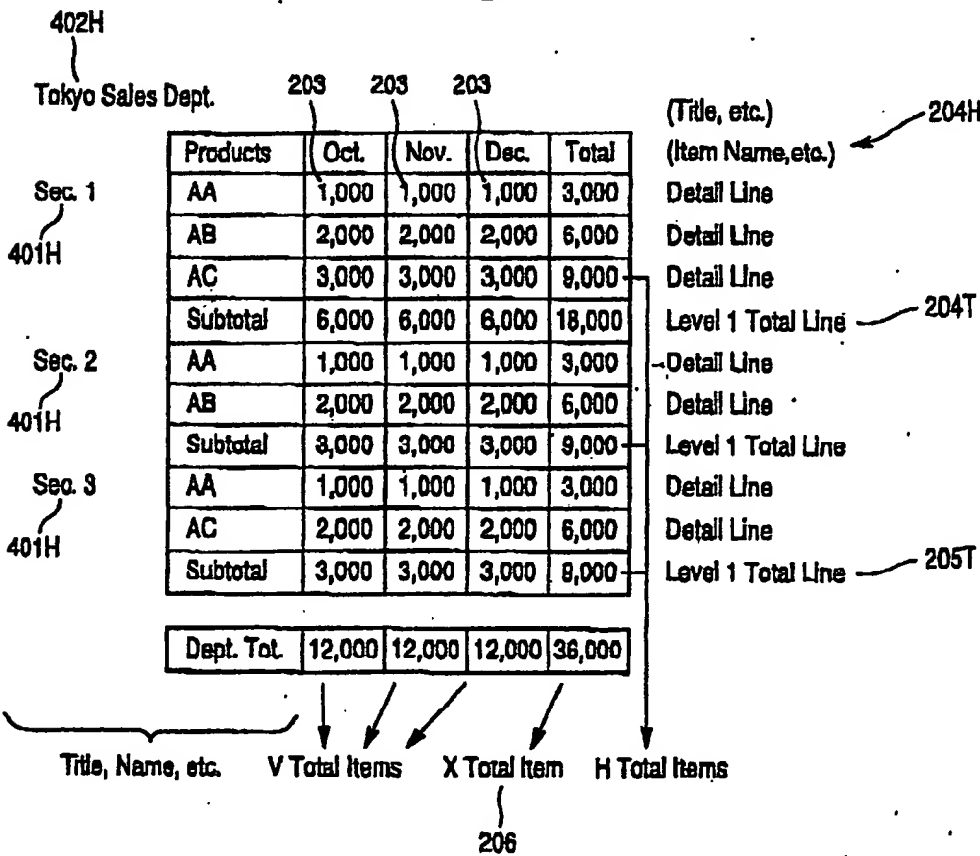 402H
Tokyo Sales Dept.
203 203 203
(Title, etc.)
204H
Products Oct. Nov. Dec. Total (Item Name,etc.)
Sec. 1 AA 1,000 1,000 1,000 3,000 Detail Line
401H
AB 2,000 2,000 2,000 6,000 Detail Line
AC 3,000 3,000 3,000 9,000 Detail Line
Subtotal 6,000 6,000 6,000 18,000 Level 1 Total Line 204T
Sec. 2 AA 1,000 1,000 1,000 3,000 Detail Line
401H
AB 2,000 2,000 2,000 6,000 Detail Line
Subtotal 3,000 3,000 3,000 9,000 Level 1 Total Line
Sec. 3 AA 1,000 1,000 1,000 3,000 Detail Line
401H
AC 2,000 2,000 2,000 6,000 Detail Line
Subtotal 3,000 3,000 3,000 9,000 Level 1 Total Line 205T
Dept. Tot. 12,000 12,000 12,000 36,000
Title, Name, etc. V Total Items X Total Item H Total Items
206